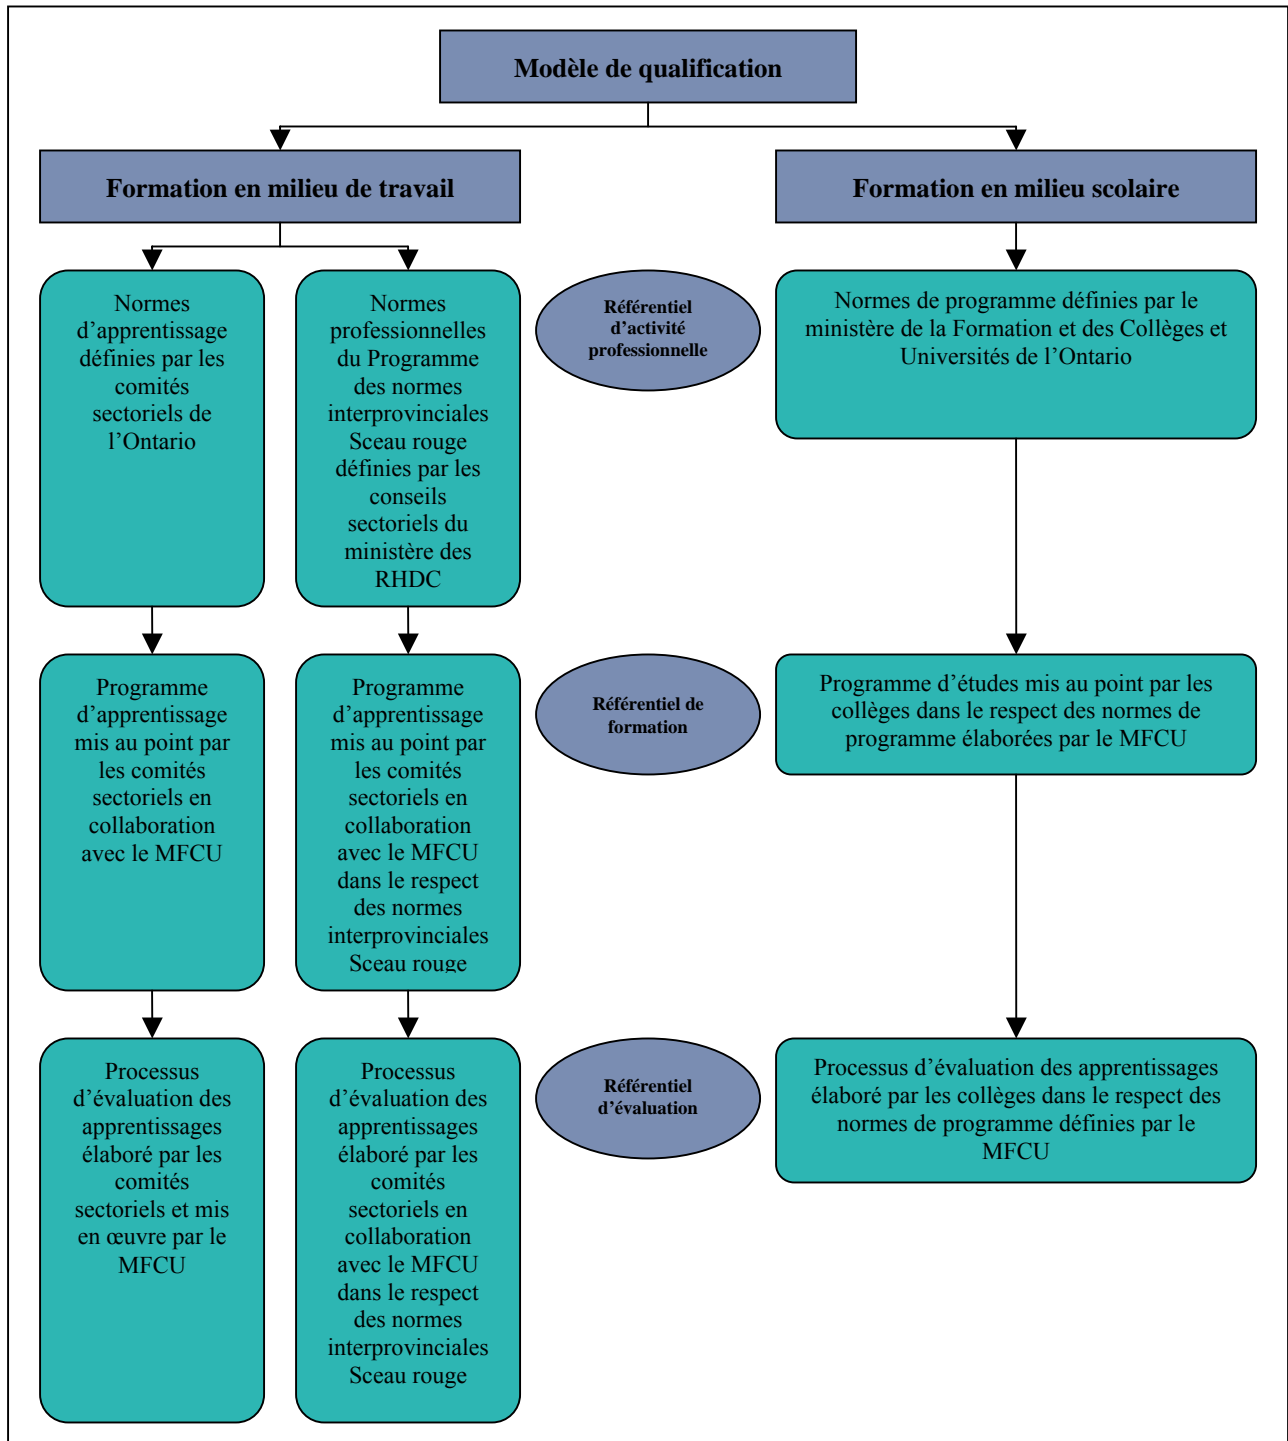 Modèle de qualification
Formation en milieu de travail
Formation en milieu scolaire
Normes
d’apprentissage
définies par les
comités
sectoriels de
l’Ontario
Normes
professionnelles
du Programme
des normes
interprovinciales
Sceau rouge
définies par les
conseils
sectoriels du
ministère des
RHDC
Référentiel
d’activité
professionnelle
Normes de programme définies par le
ministère de la Formation et des Collèges et
Universités de l’Ontario
Programme
d’apprentissage
mis au point par
les comités
sectoriels en
collaboration
avec le MFCU
Programme
d’apprentissage
mis au point par
les comités
sectoriels en
collaboration
avec le MFCU
dans le respect
des normes
interprovinciales
Sceau rouge
Référentiel de
formation
Programme d’études mis au point par les
collèges dans le respect des normes de
programme élaborées par le MFCU
Processus
d’évaluation des
apprentissages
élaboré par les
comités
sectoriels et mis
en œuvre par le
MFCU
Processus
d’évaluation des
apprentissages
élaboré par les
comités
sectoriels en
collaboration
avec le MFCU
dans le respect
des normes
interprovinciales
Sceau rouge
Référentiel
d’évaluation
Processus d’évaluation des apprentissages
élaboré par les collèges dans le respect des
normes de programme définies par le
MFCU